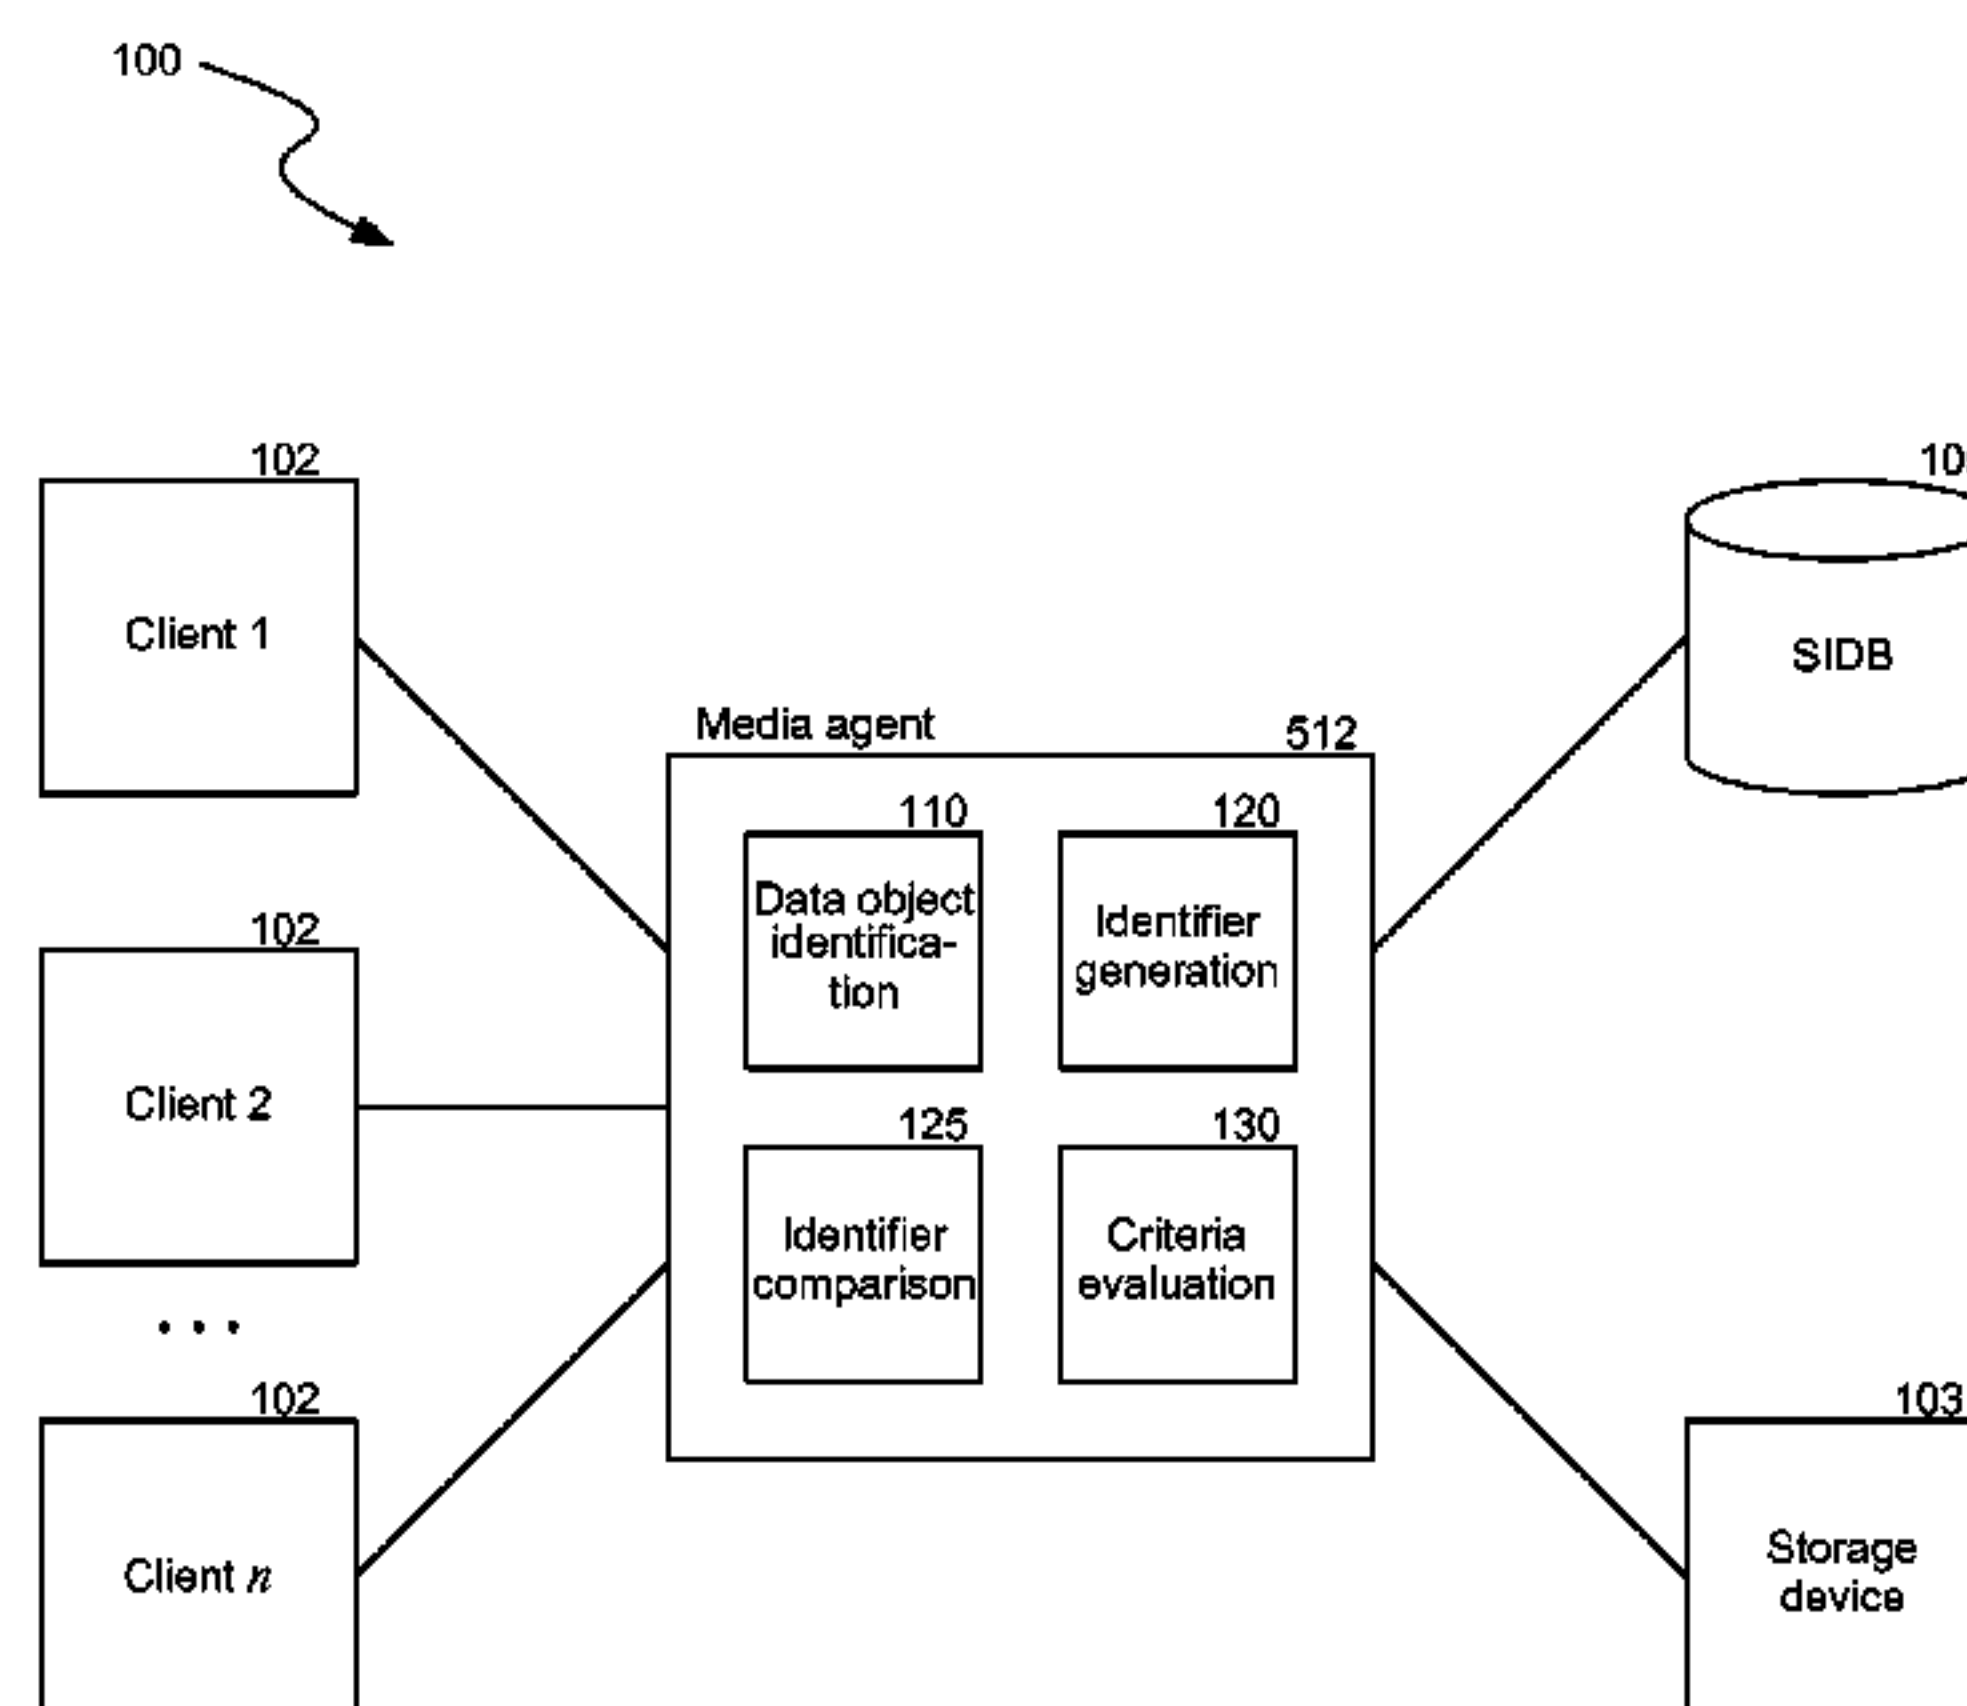 100
102
Client 1
102
Client 2
...
102
Client n
Media agent
512
110
Data object
identifica-
tion
120
Identifier
generation
125
Identifier
comparison
130
Criteria
evaluation
SIDB
103
Storage
device